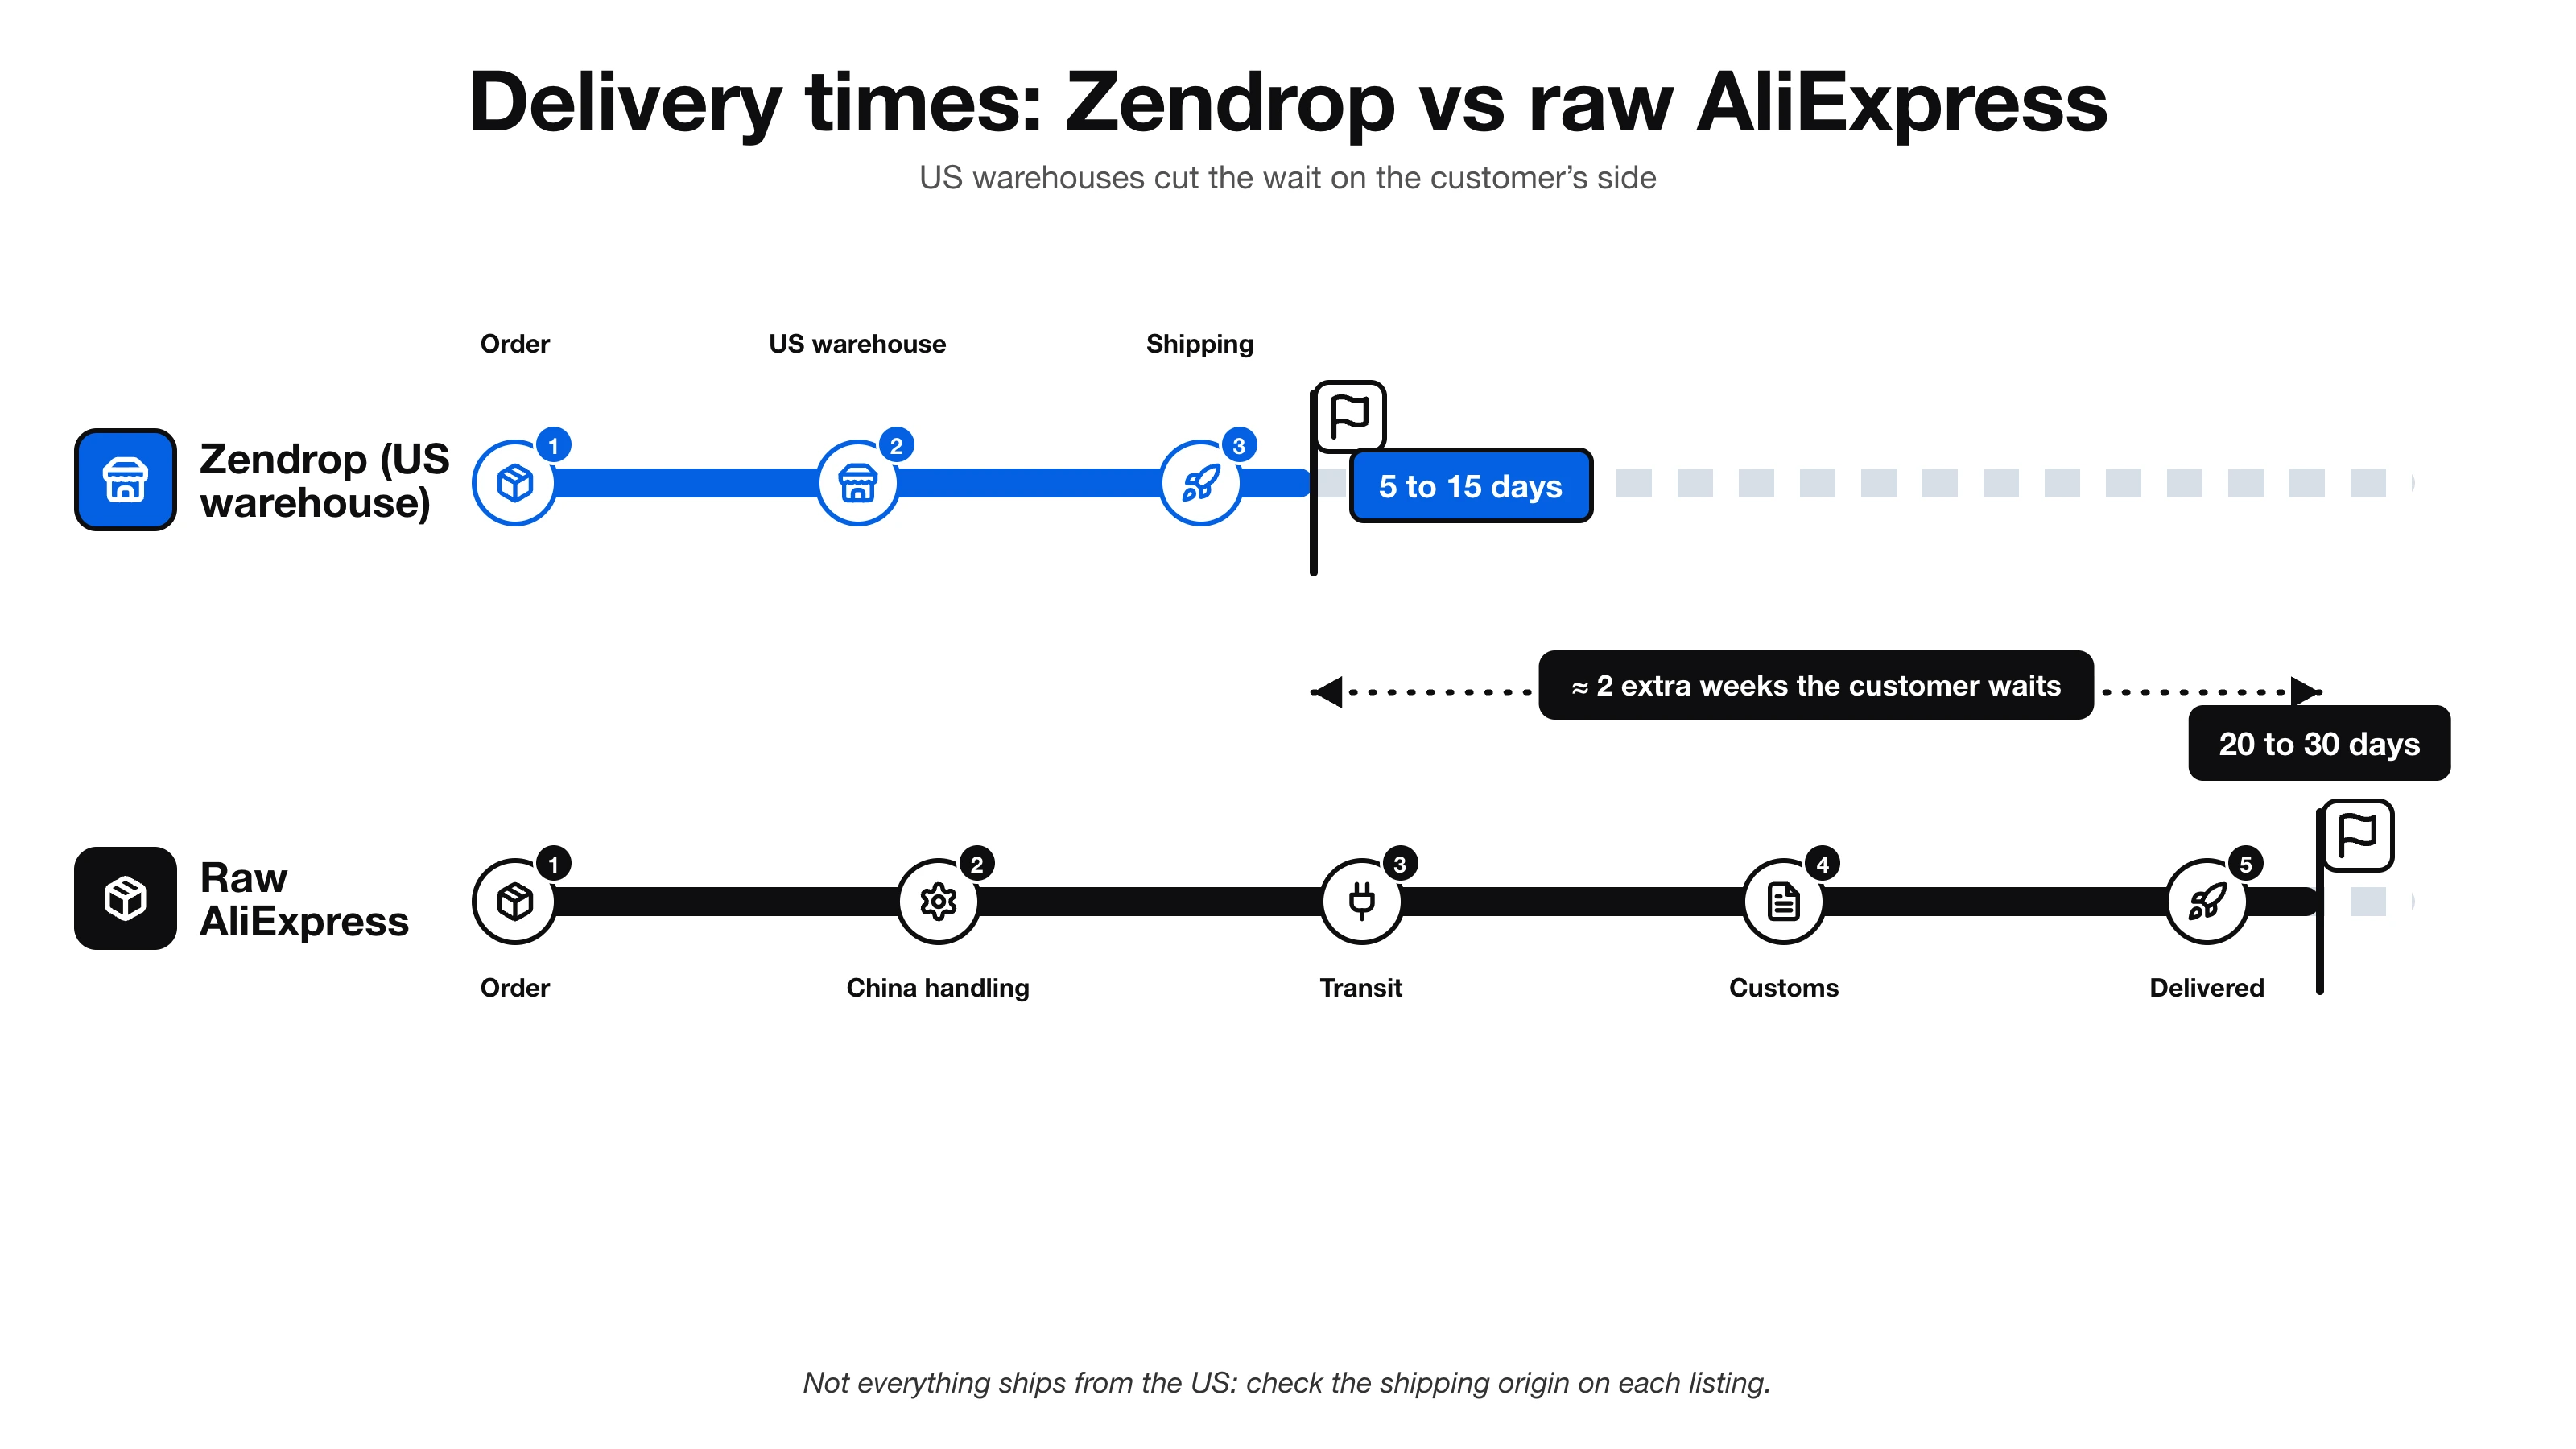 Delivery times: Zendrop vs raw AliExpress
US warehouses cut the wait on the customer’s side
Order
US warehouse
Shipping
Zendrop (US
warehouse)
1
2
3
5 to 15 days
≈ 2 extra weeks the customer waits
20 to 30 days
Raw
AliExpress
1
2
3
4
5
Order
China handling
Transit
Customs
Delivered
Not everything ships from the US: check the shipping origin on each listing.